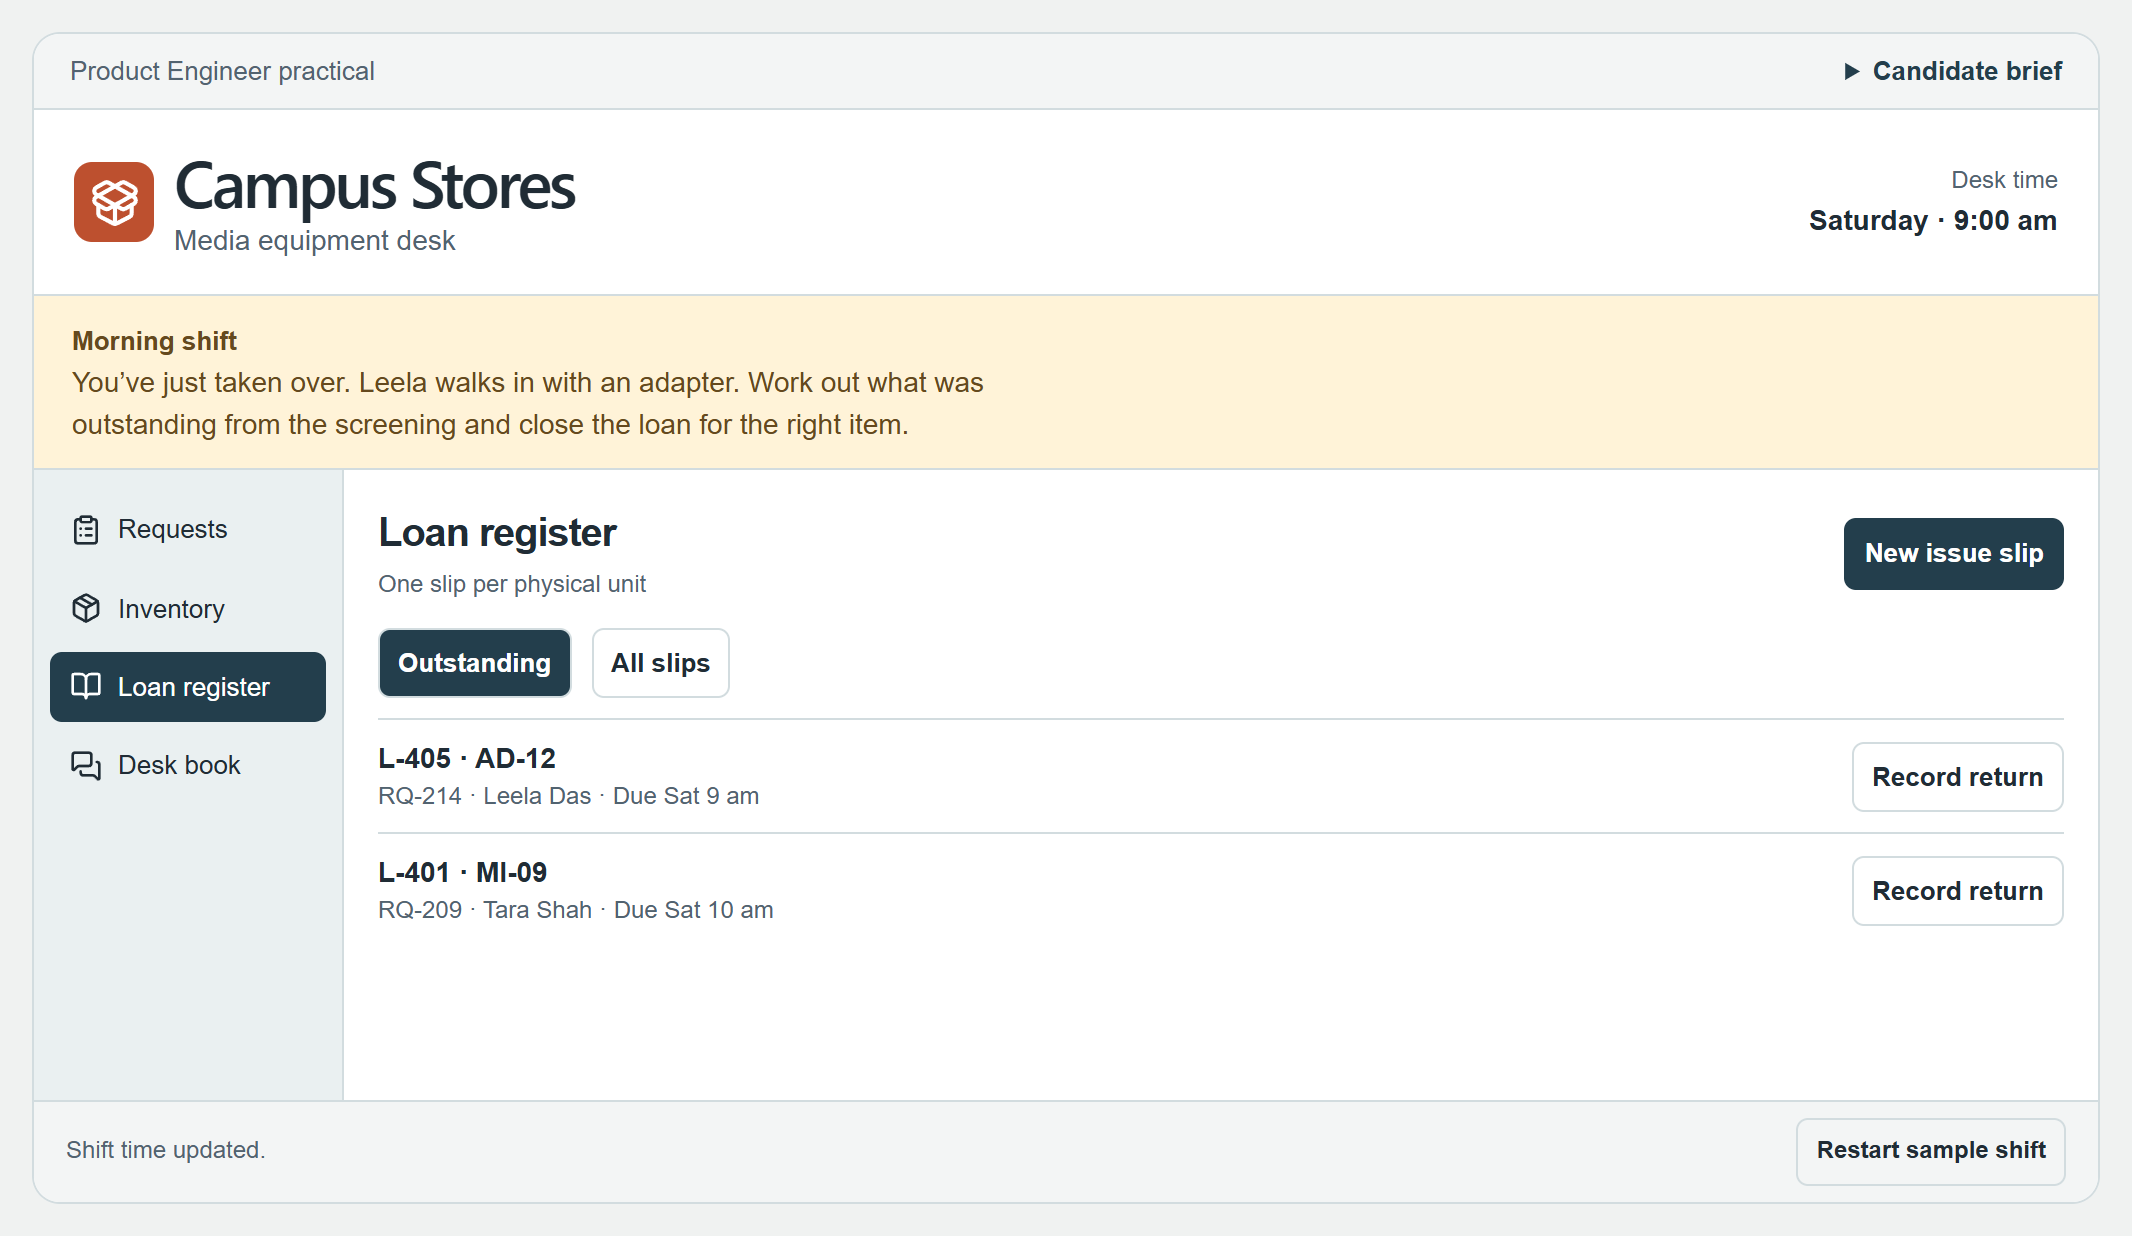 Product Engineer practical
Candidate brief
Campus Stores
Media equipment desk
Desk time
Saturday · 9:00 am
Morning shift
You’ve just taken over. Leela walks in with an adapter. Work out what was
outstanding from the screening and close the loan for the right item.
Requests
Inventory
Loan register
Desk book
Loan register
One slip per physical unit
New issue slip
Outstanding
All slips
L-405 · AD-12
RQ-214 · Leela Das · Due Sat 9 am
Record return
L-401 · MI-09
RQ-209 · Tara Shah · Due Sat 10 am
Record return
Shift time updated.
Restart sample shift